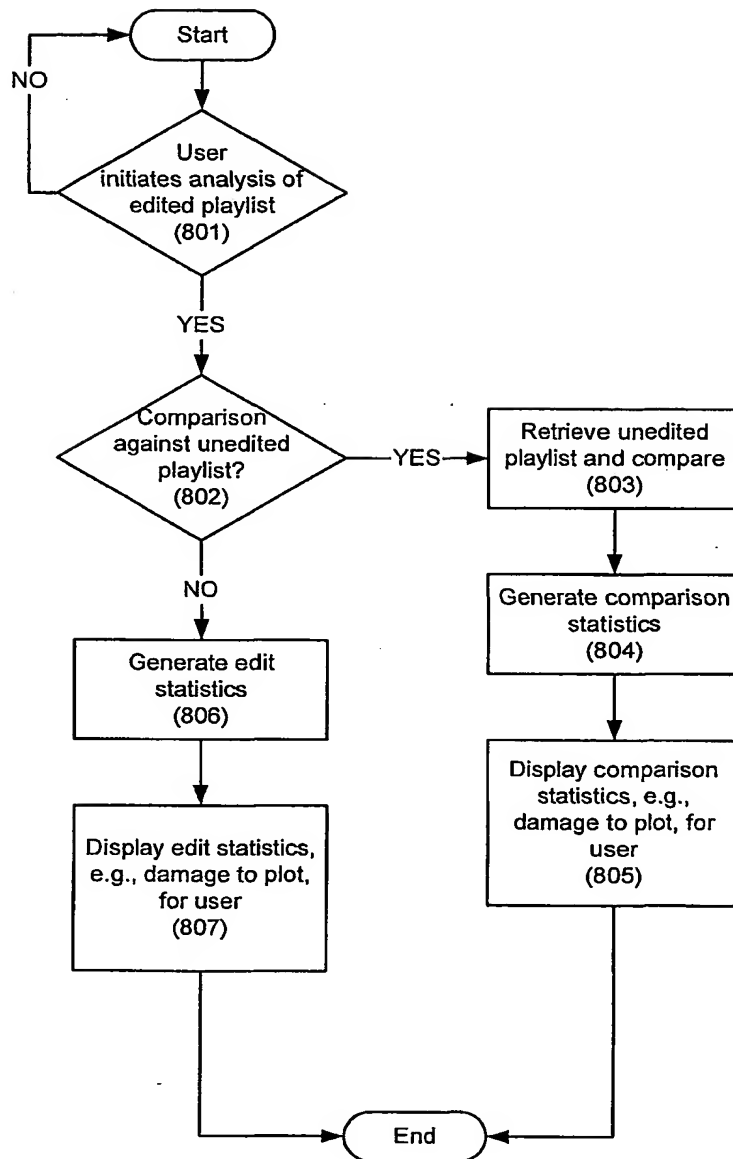 Start
NO
User
initiates analysis of
edited playlist
(801)
YES
Comparison
against unedited
playlist?
(802)
YES
Retrieve unedited
playlist and compare
(803)
NO
Generate comparison
statistics
(804)
Generate edit
statistics
(806)
Display comparison
statistics, e.g.,
damage to plot, for
user
(805)
Display edit statistics,
e.g., damage to plot,
for user
(807)
End